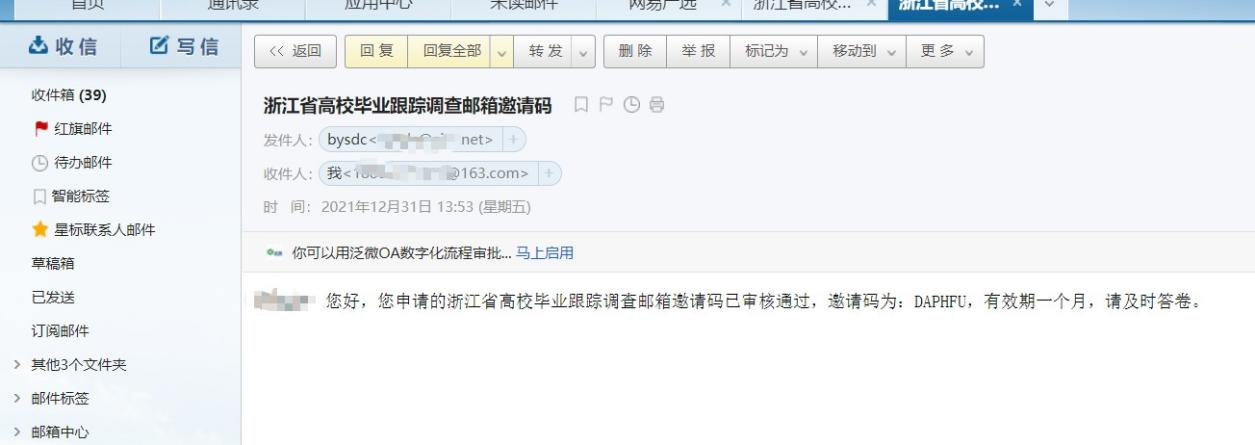 首页 通讯录 应用中心 未读邮件 网易严选 × 浙江省高校... × 浙江省高校... ×
收信 写信
<< 返回 回复 回复全部 转发 删除 举报 标记为 移动到 更多
收件箱 (39)
浙江省高校毕业跟踪调查邮箱邀请码
红旗邮件
发件人: bysdc< net> +
待办邮件
收件人: 我< @163.com> +
智能标签
时 间: 2021年12月31日 13:53 (星期五)
星标联系人邮件
你可以用泛微OA数字化流程审批... 马上启用
草稿箱
已发送
您好，您申请的浙江省高校毕业跟踪调查邮箱邀请码已审核通过，邀请码为：DAPHFU，有效期一个月，请及时答卷。
订阅邮件
其他3个文件夹
邮件标签
邮箱中心